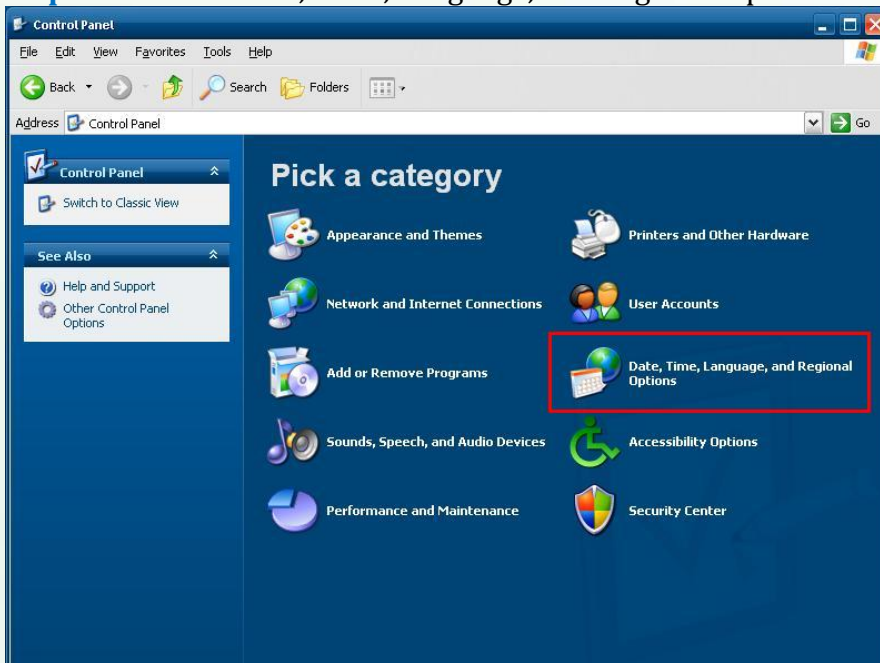 Control Panel
File Edit View Favorites Tools Help
Back Search Folders
Address Control Panel Go
Control Panel
Switch to Classic View
See Also
Help and Support
Other Control Panel
Options
Pick a category
Appearance and Themes
Printers and Other Hardware
Network and Internet Connections
User Accounts
Add or Remove Programs
Date, Time, Language, and Regional
Options
Sounds, Speech, and Audio Devices
Accessibility Options
Performance and Maintenance
Security Center